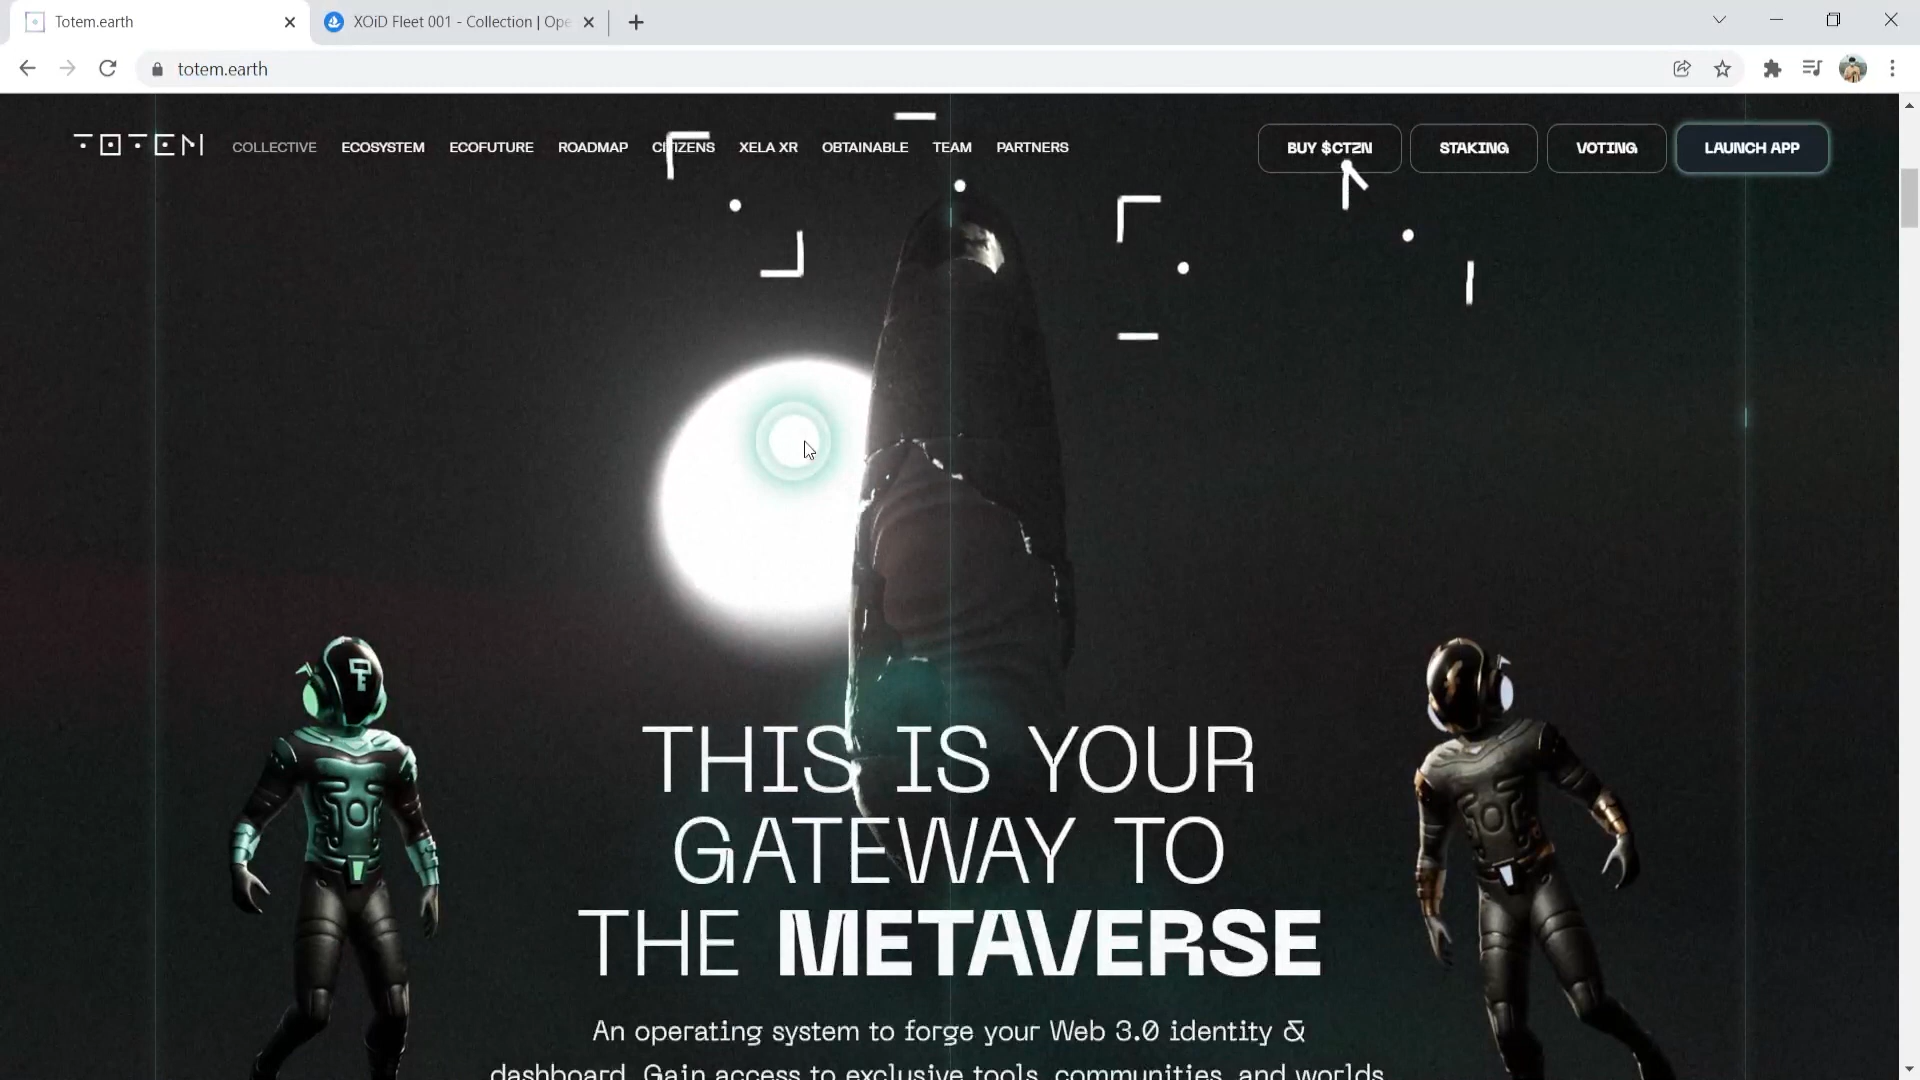 Totem.earth
XOiD Fleet 001 - Collection | Ope
totem.earth
TOTEM
COLLECTIVE ECOSYSTEM ECOFUTURE ROADMAP CITIZENS XELA XR OBTAINABLE TEAM PARTNERS
BUY $CTZN STAKING VOTING LAUNCH APP
THIS IS YOUR
GATEWAY TO
THE METAVERSE
An operating system to forge your Web 3.0 identity &
dashboard. Gain access to exclusive tools, communities, and worlds